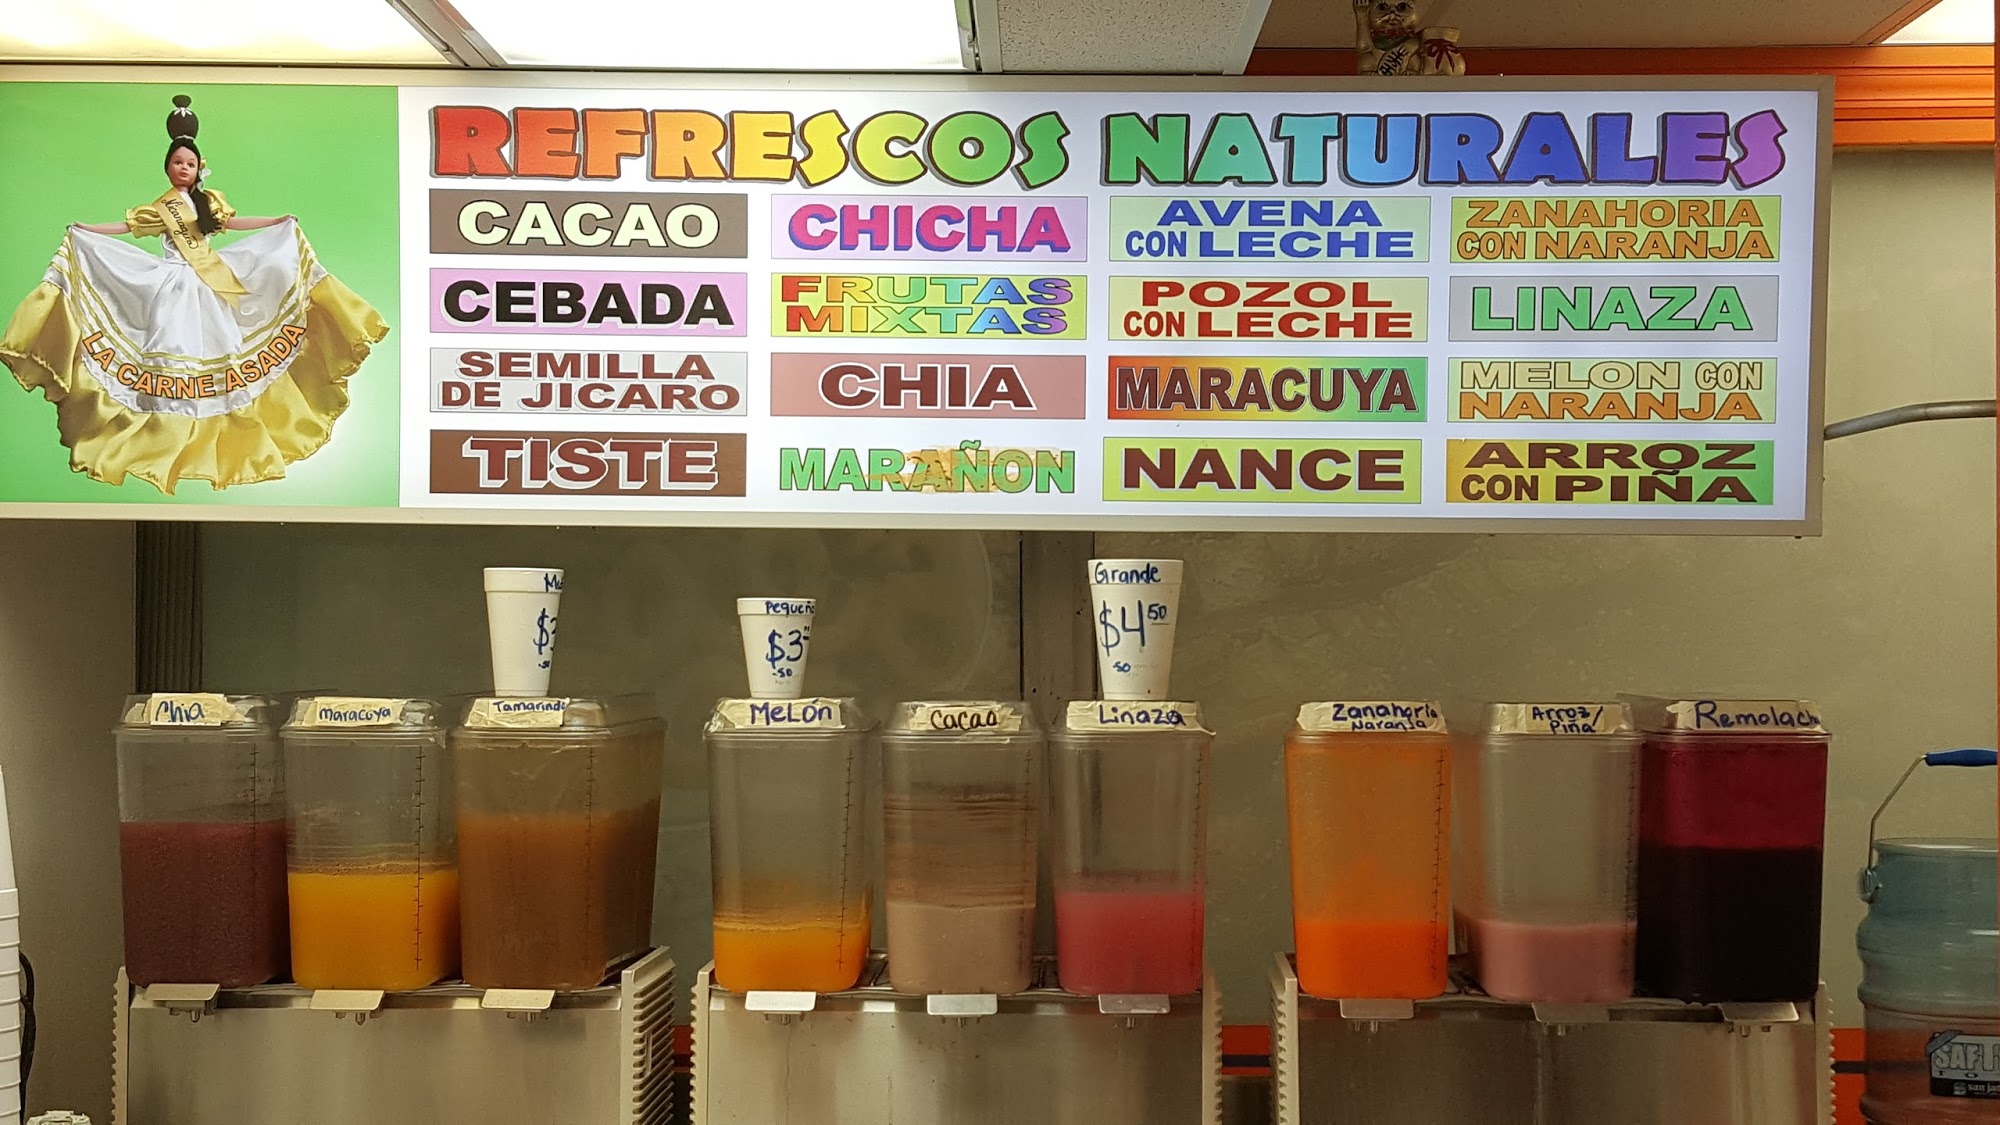 REFRESCOS NATURALES
CACAO
CHICHA
AVENA
CON LECHE
ZANAHORIA
CON NARANJA
CEBADA
FRUTAS
MIXTAS
POZOL
CON LECHE
LINAZA
SEMILLA
DE JICARO
CHIA
MARACUYA
MELON CON
NARANJA
TISTE
MARAÑON
NANCE
ARROZ
CON PIÑA
Nicaragua
LA CARNE ASADA
Pequeño
$3
.50
Grande
$4.50
.50
Chia
maracuya
Tamarindo
MeLón
Cacao
Linaza
Zanahoria
Naranja
Arroz/
Piña
Remolacha